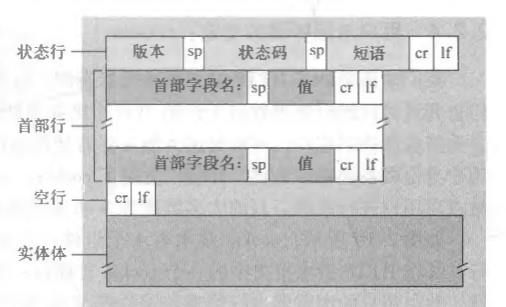 状态行 版本 sp 状态码 sp 短语 cr lf
首部字段名: sp 值 cr lf
首部行
首部字段名: sp 值 cr lf
空行 cr lf
实体体